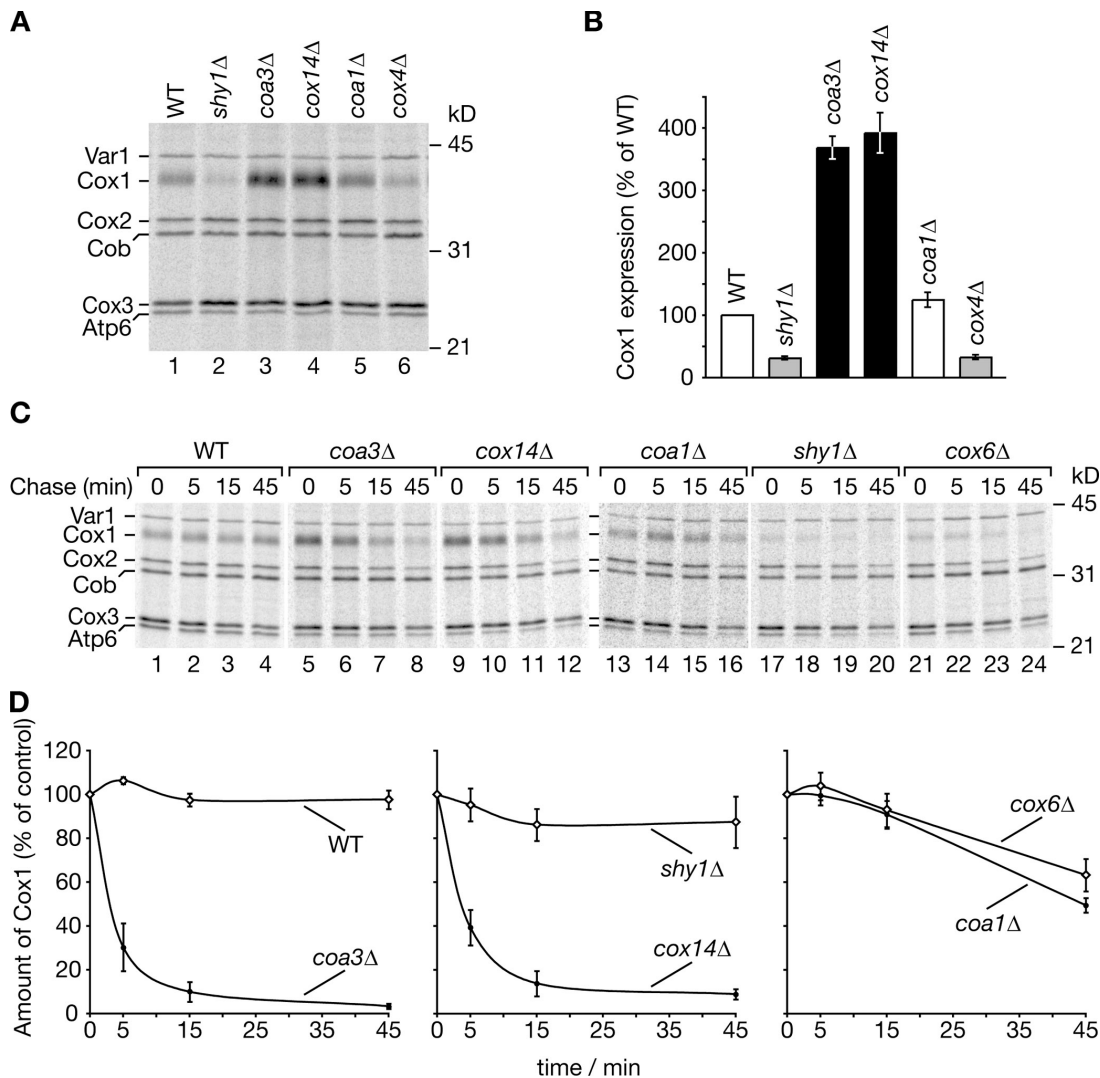 A
WT
shy1Δ
coa3Δ
cox14Δ
coa1Δ
cox4Δ
kD
Var1
Cox1
Cox2
Cob
Cox3
Atp6
45
31
21
1 2 3 4 5 6
B
Cox1 expression (% of WT)
400
300
200
100
0
WT
shy1Δ
coa3Δ
cox14Δ
coa1Δ
cox4Δ
C
WT coa3Δ cox14Δ coa1Δ shy1Δ cox6Δ
Chase (min) 0 5 15 45 0 5 15 45 0 5 15 45 0 5 15 45 0 5 15 45 0 5 15 45
kD
Var1
Cox1
Cox2
Cob
Cox3
Atp6
45
31
21
1 2 3 4 5 6 7 8 9 10 11 12 13 14 15 16 17 18 19 20 21 22 23 24
D
Amount of Cox1 (% of control)
120
100
80
60
40
20
0
WT
coa3Δ
0 5 15 25 35 45
shy1Δ
cox14Δ
0 5 15 25 35 45
cox6Δ
coa1Δ
0 5 15 25 35 45
time / min